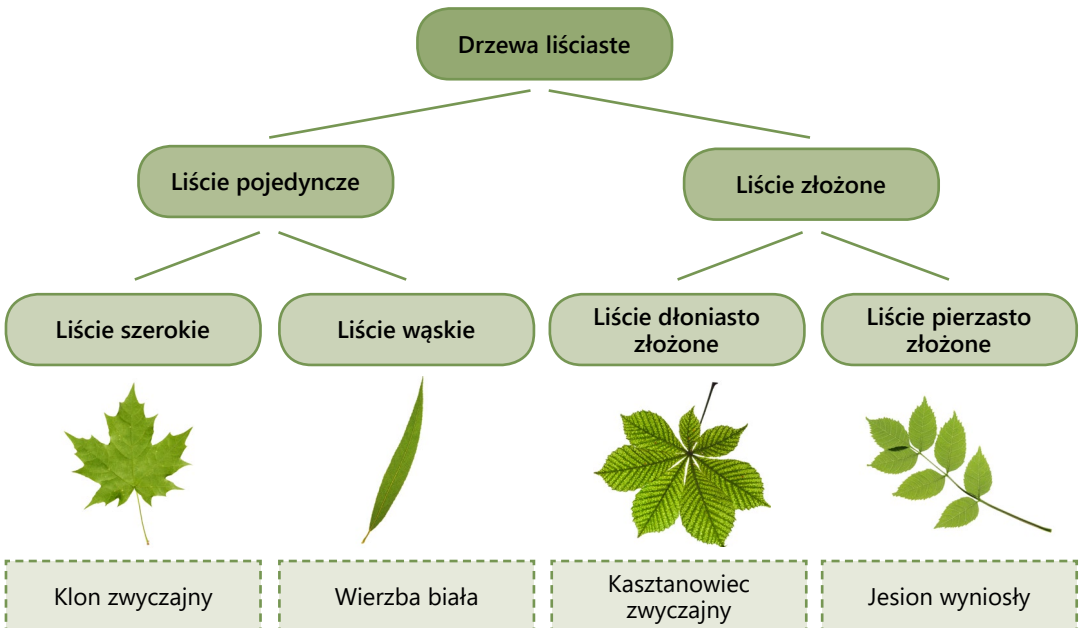 Drzewa liściaste
Liście pojedyncze
Liście złożone
Liście szerokie
Liście wąskie
Liście dłoniasto
złożone
Liście pierzasto
złożone
Klon zwyczajny
Wierzba biała
Kasztanowiec
zwyczajny
Jesion wyniosły